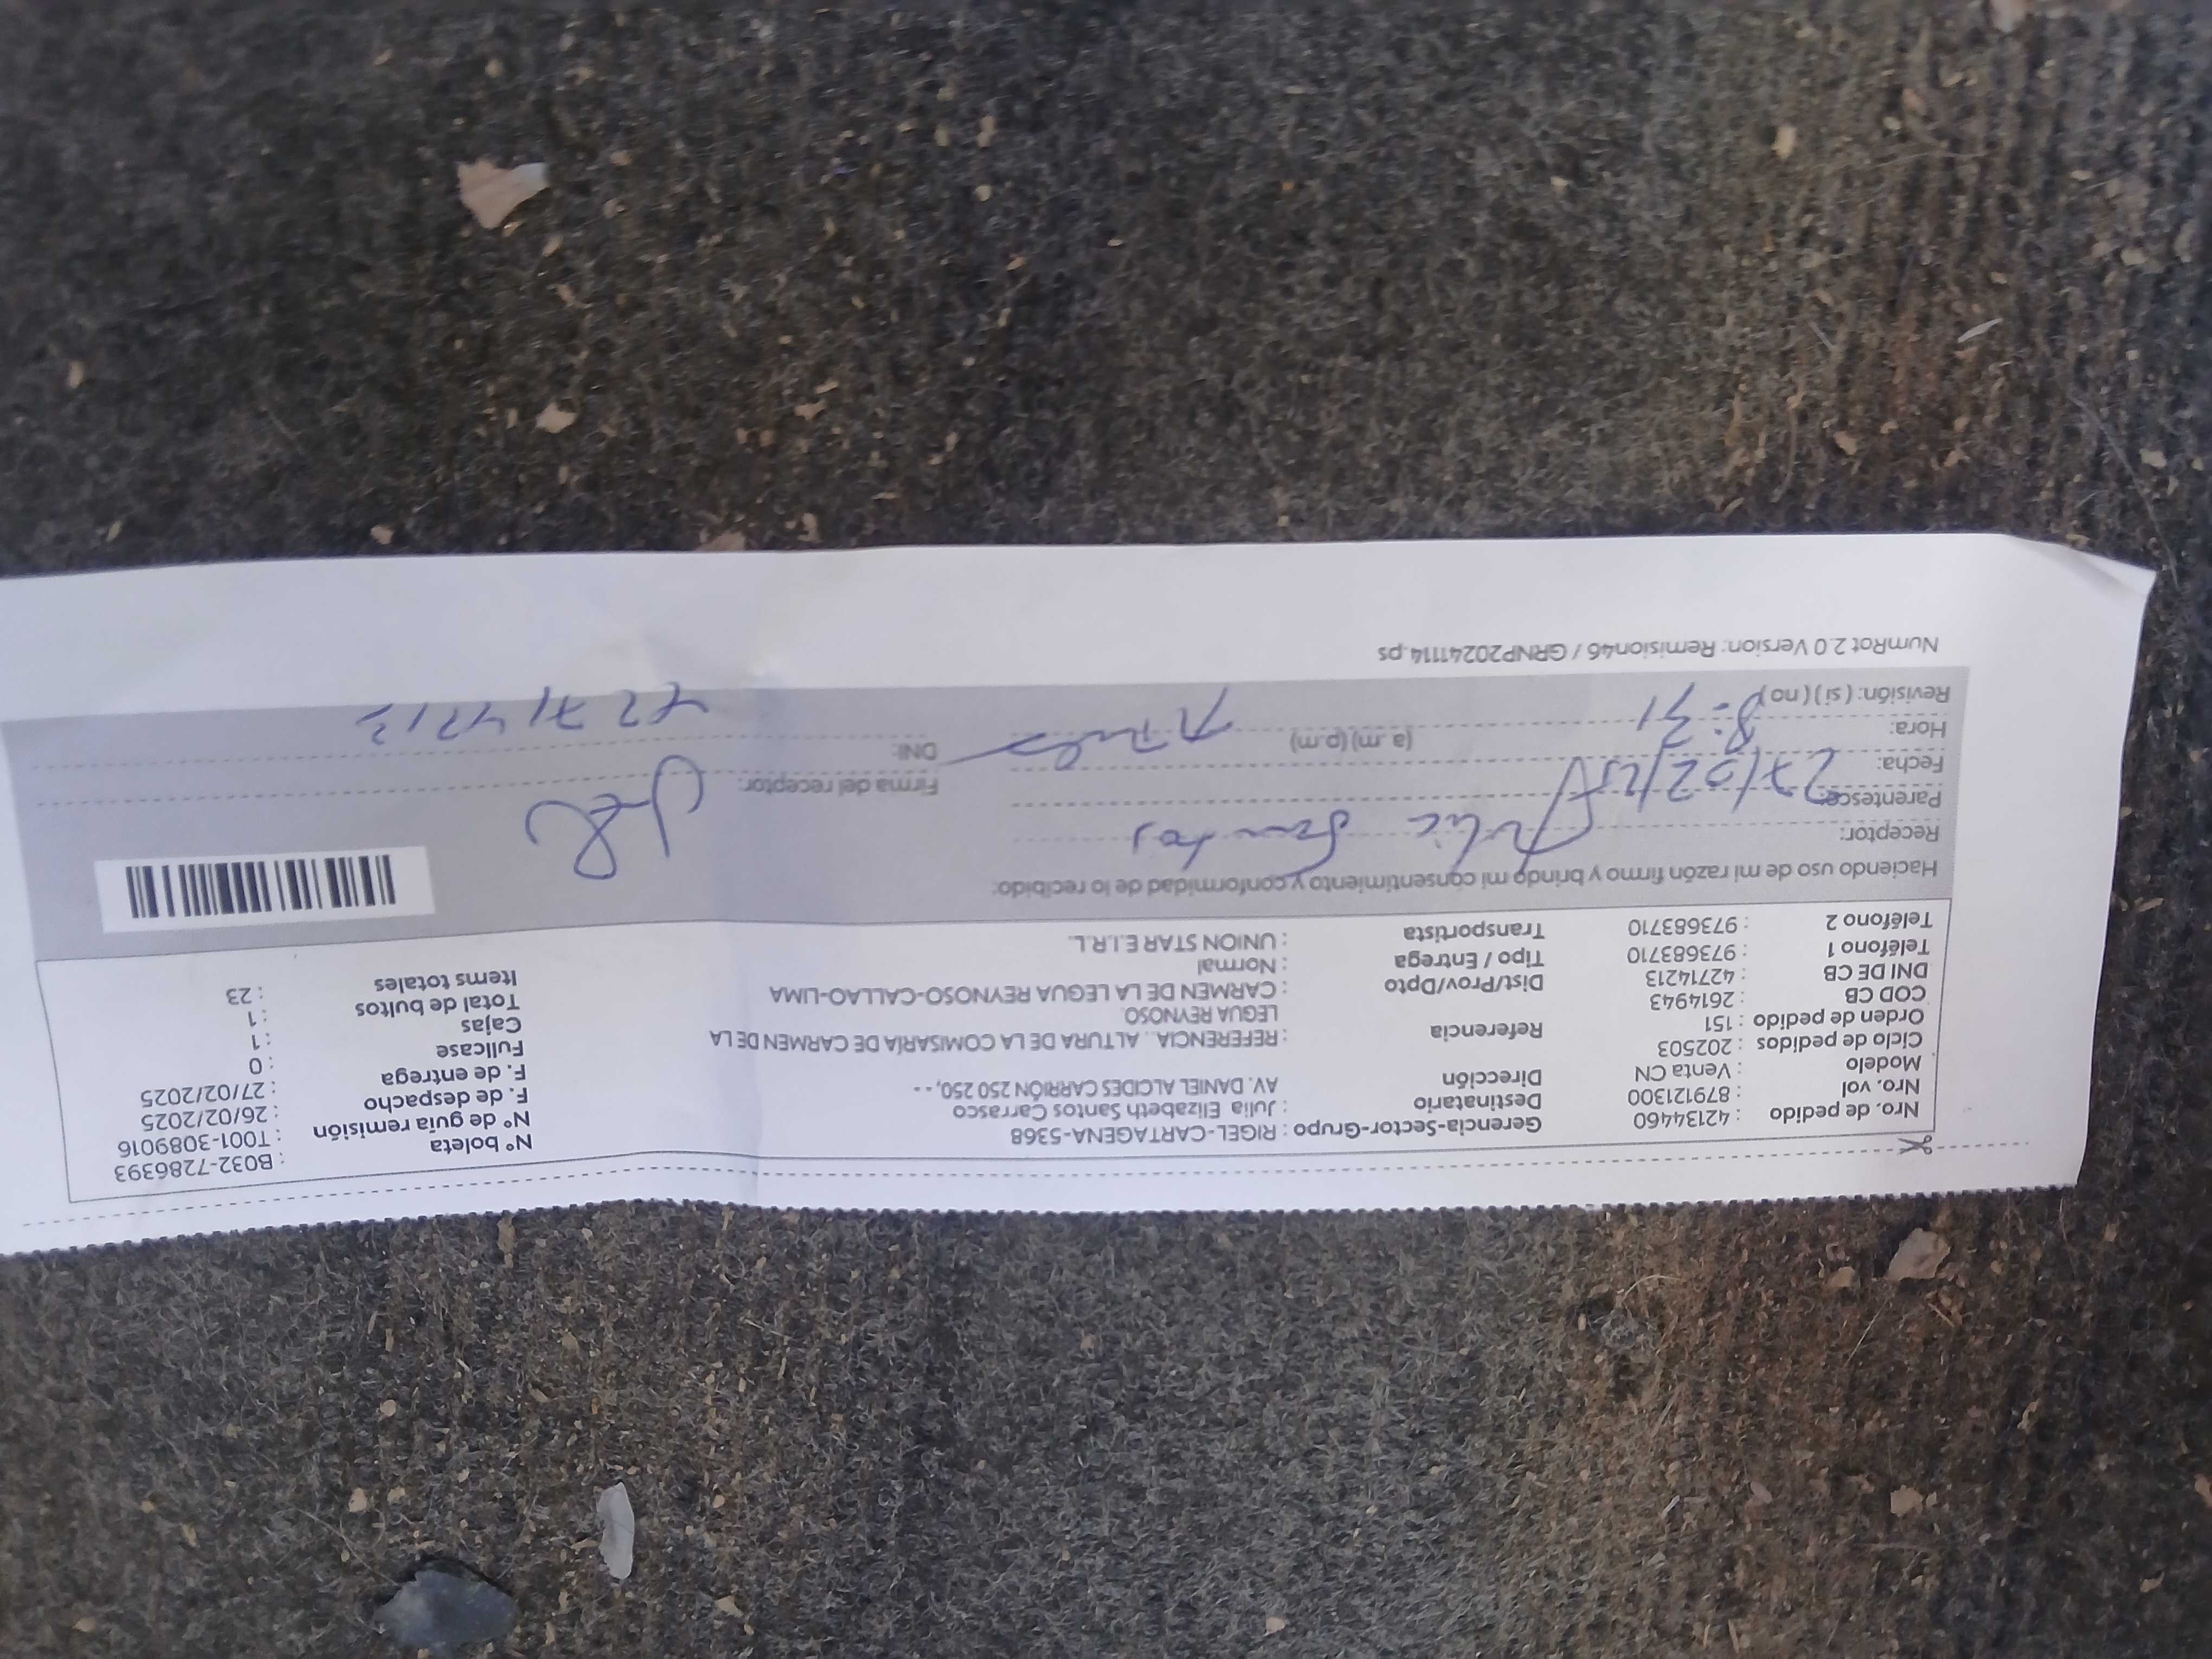 Nro. de pedido : 42134460 Gerencia-Sector-Grupo : RIGEL-CARTAGENA-5368 N° boleta : B032-7286393
Nro. vol : 879121300 Destinatario : Julia Elizabeth Santos Carrasco N° de guía remisión : T001-3089016
Modelo : Venta CN Dirección AV. DANIEL ALCIDES CARRIÓN 250 250, - - F. de despacho : 26/02/2025
Ciclo de pedidos : 202503 F. de entrega : 27/02/2025
Orden de pedido : 151 Referencia : REFERENCIA.. ALTURA DE LA COMISARÍA DE CARMEN DE LA Fullcase : 0
LEGUA REYNOSO Cajas : 1
COD CB : 2614943 Dist/Prov/Dpto : CARMEN DE LA LEGUA REYNOSO-CALLAO-LIMA Total de bultos : 1
DNI DE CB : 42714213 Tipo / Entrega : Normal Items totales : 23
Teléfono 1 : 973683710 Transportista : UNION STAR E.I.R.L.
Teléfono 2 : 973683710
Haciendo uso de mi razón firmo y brindo mi consentimiento y conformidad de lo recibido:
Receptor: Santos
Parentesco:
Firma del receptor:
Fecha: 27/02/25
Hora: 8:31 (a.m) (p.m) DNI: 42714213
Revisión: ( si ) ( no )
NumRot 2.0 Version: Remision46 / GRNP20241114.ps